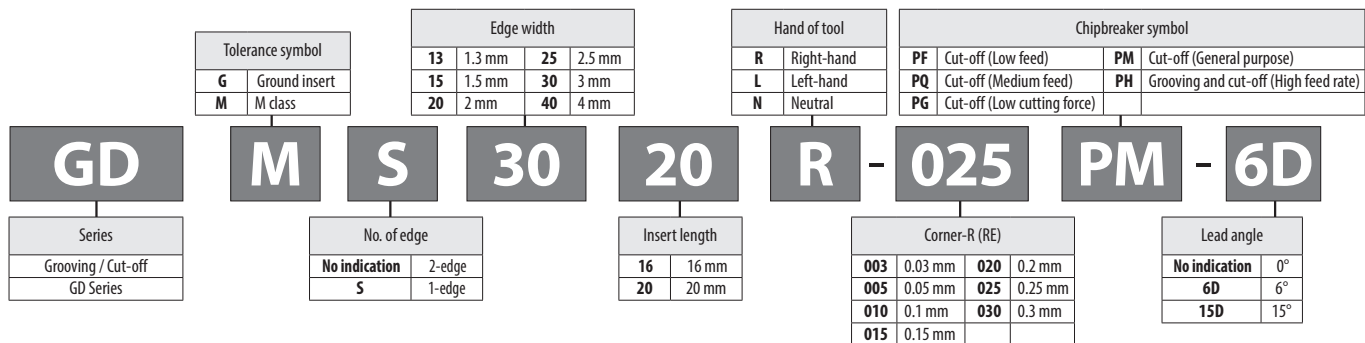 Tolerance symbol
G Ground insert
M M class
Edge width
13 1.3 mm 25 2.5 mm
15 1.5 mm 30 3 mm
20 2 mm 40 4 mm
Hand of tool
R Right-hand
L Left-hand
N Neutral
Chipbreaker symbol
PF Cut-off (Low feed) PM Cut-off (General purpose)
PQ Cut-off (Medium feed) PH Grooving and cut-off (High feed rate)
PG Cut-off (Low cutting force)
GD M S 30 20 R - 025 PM - 6D
Series
Grooving / Cut-off
GD Series
No. of edge
No indication 2-edge
S 1-edge
Insert length
16 16 mm
20 20 mm
Corner-R (RE)
003 0.03 mm 020 0.2 mm
005 0.05 mm 025 0.25 mm
010 0.1 mm 030 0.3 mm
015 0.15 mm
Lead angle
No indication 0°
6D 6°
15D 15°